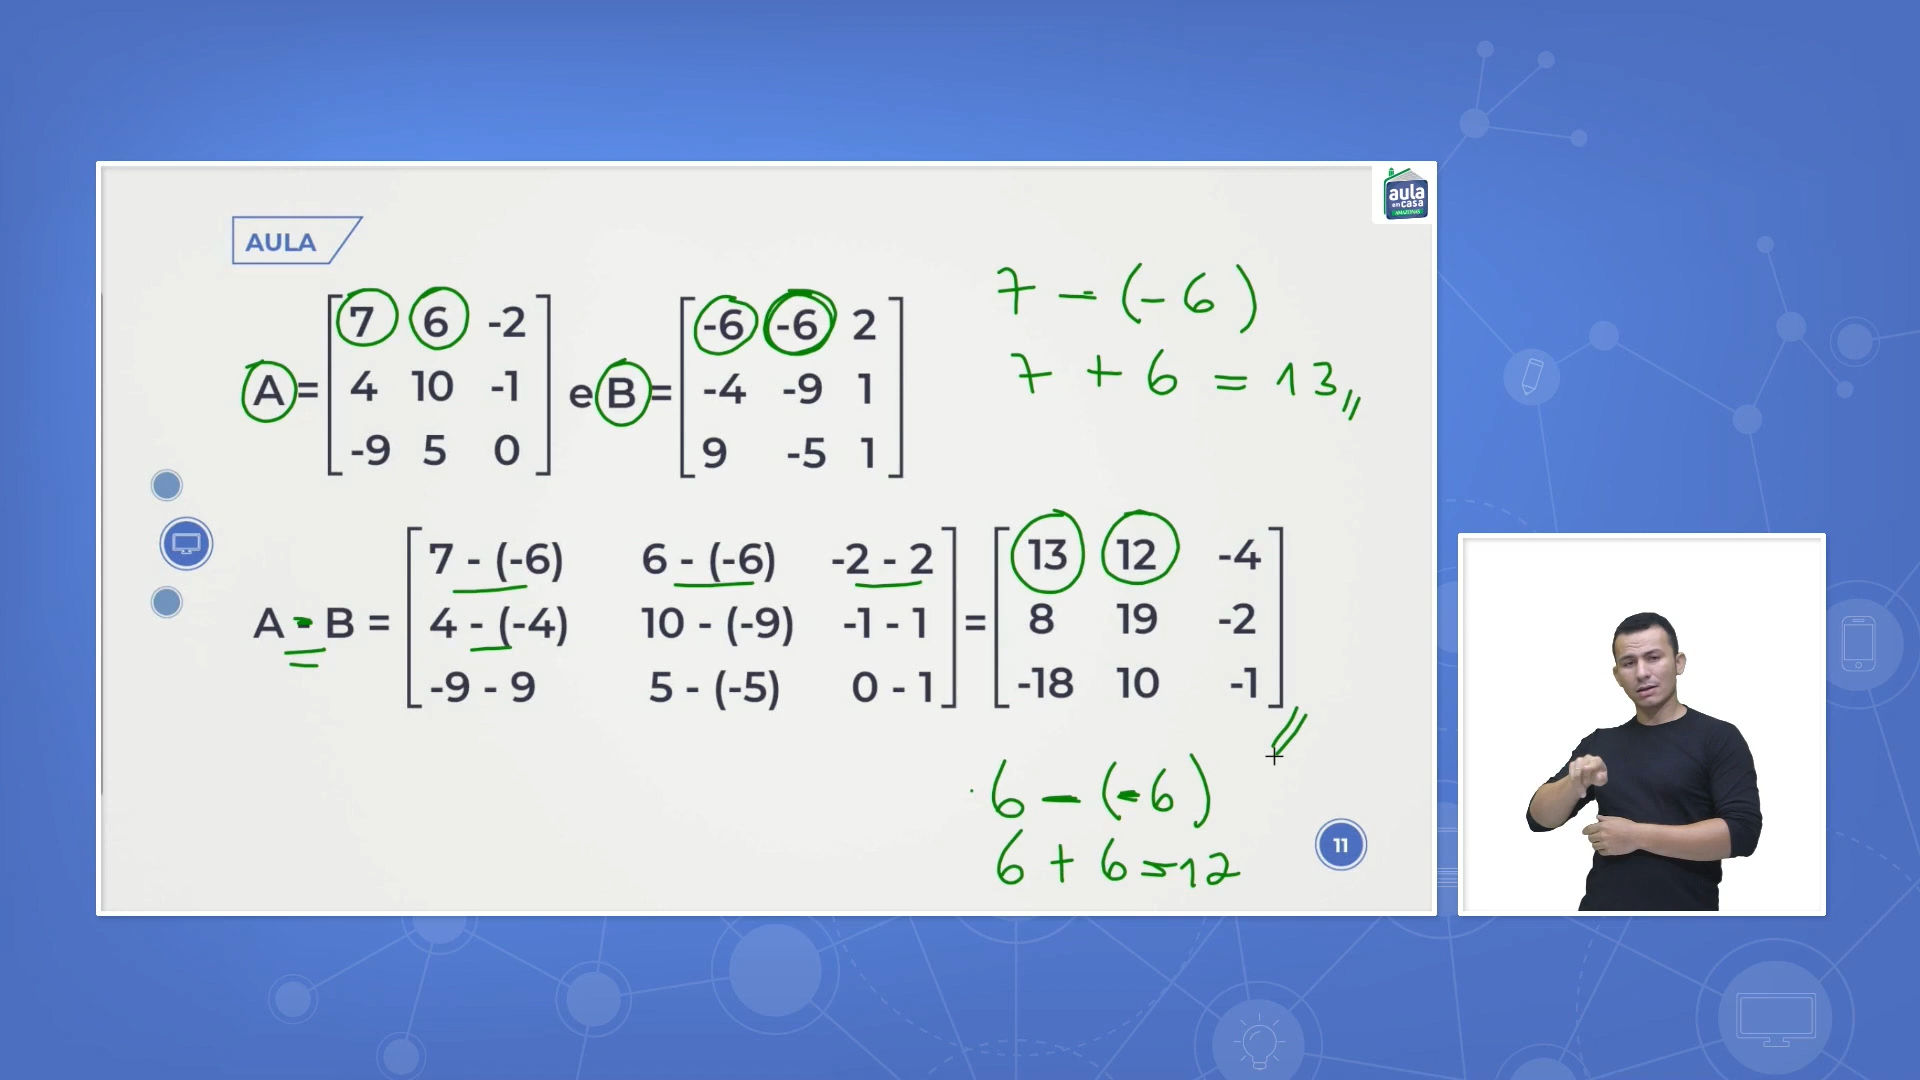 aula
em casa
AMAZONAS
AULA
A = [ 7 6 -2 ] e B = [ -6 -6 2 ]
[ 4 10 -1 ] [ -4 -9 1 ]
[ -9 5 0 ] [ 9 -5 1 ]
7 - (-6)
7 + 6 = 13
A - B = [ 7 - (-6) 6 - (-6) -2 - 2 ] = [ 13 12 -4 ]
[ 4 - (-4) 10 - (-9) -1 - 1 ] [ 8 19 -2 ]
[ -9 - 9 5 - (-5) 0 - 1 ] [ -18 10 -1 ]
6 - (-6)
6 + 6 = 12
11